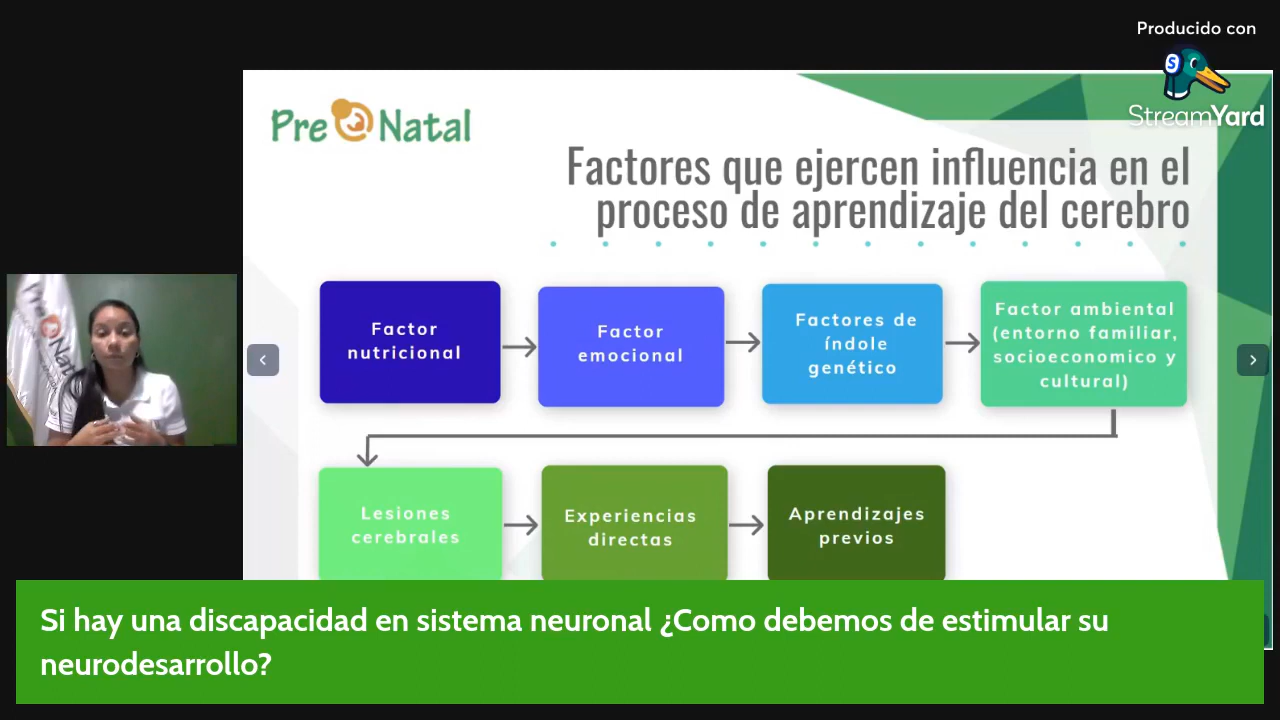 Producido con
StreamYard
Pre Natal
Factores que ejercen influencia en el
proceso de aprendizaje del cerebro
Factor
nutricional
Factor
emocional
Factores de
índole
genético
Factor ambiental
(entorno familiar,
socioeconomico y
cultural)
Lesiones
cerebrales
Experiencias
directas
Aprendizajes
previos
Si hay una discapacidad en sistema neuronal ¿Como debemos de estimular su
neurodesarrollo?